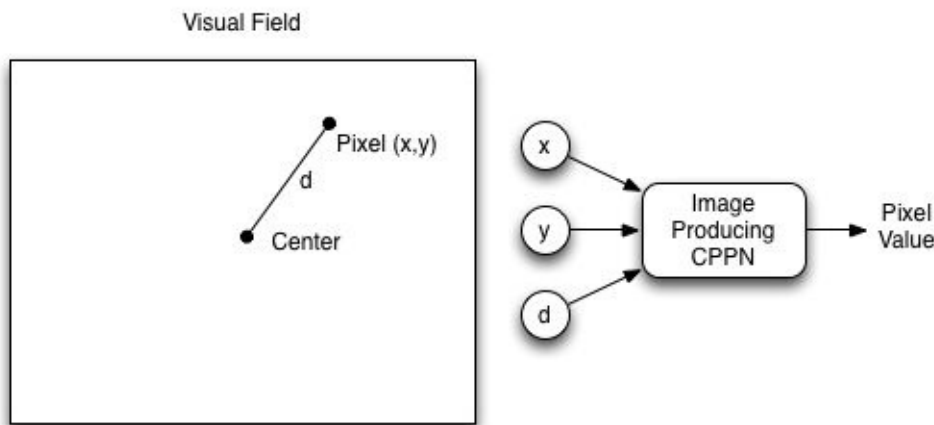 Visual Field
Pixel (x,y)
d
Center
x
y
d
Image
Producing
CPPN
Pixel
Value